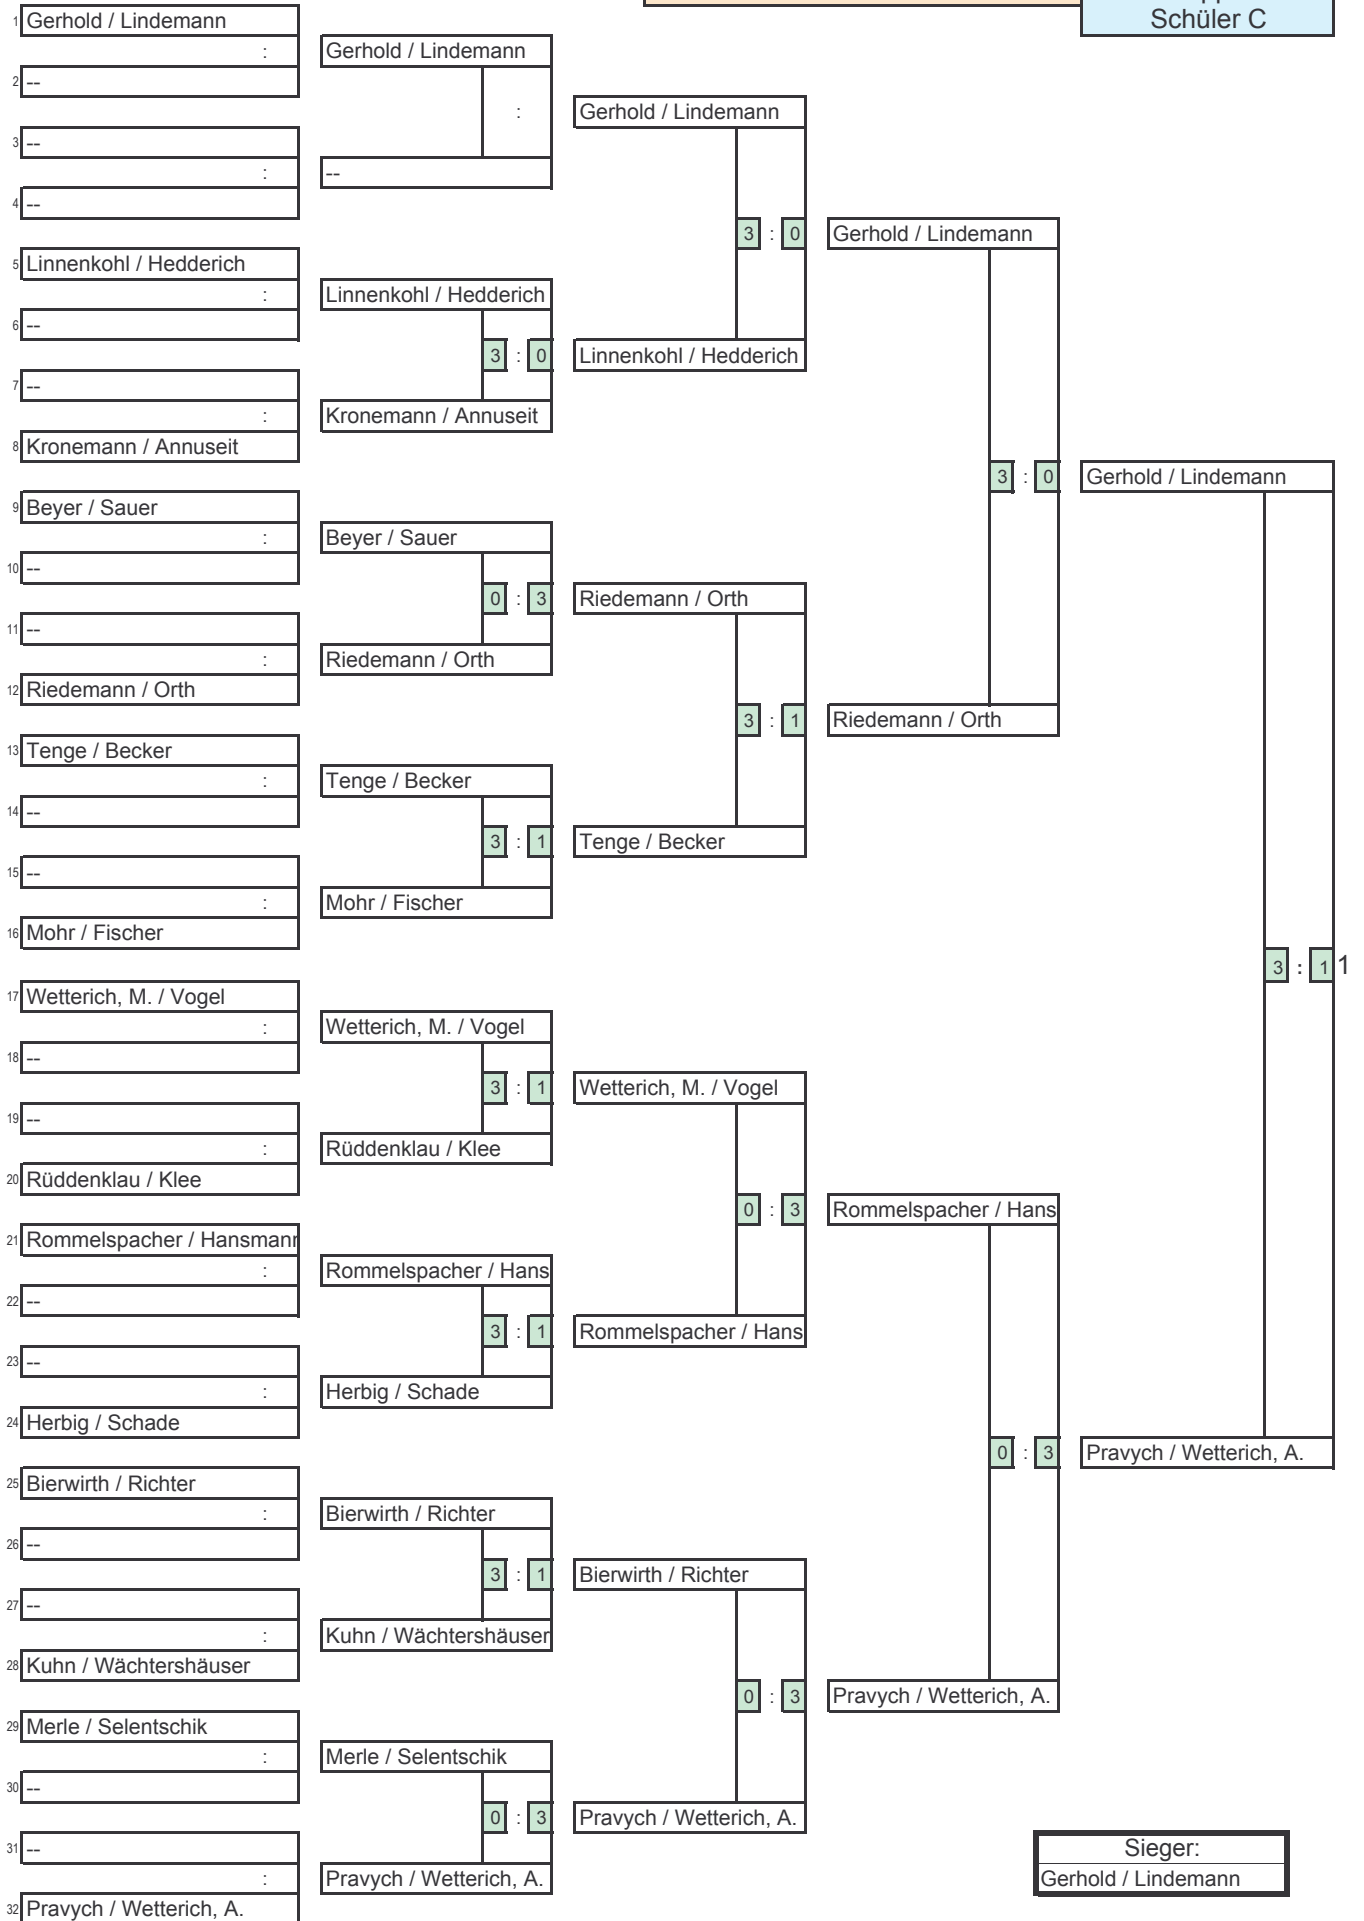 Schüler C
1 Gerhold / Lindemann
:
Gerhold / Lindemann
2 --
:
Gerhold / Lindemann
3 --
:
--
4 --
3 : 0
Gerhold / Lindemann
5 Linnenkohl / Hedderich
:
Linnenkohl / Hedderich
6 --
3 : 0
Linnenkohl / Hedderich
7 --
:
Kronemann / Annuseit
8 Kronemann / Annuseit
3 : 0
Gerhold / Lindemann
9 Beyer / Sauer
:
Beyer / Sauer
10 --
0 : 3
Riedemann / Orth
11 --
:
Riedemann / Orth
12 Riedemann / Orth
3 : 1
Riedemann / Orth
13 Tenge / Becker
:
Tenge / Becker
14 --
3 : 1
Tenge / Becker
15 --
:
Mohr / Fischer
16 Mohr / Fischer
3 : 1 1
17 Wetterich, M. / Vogel
:
Wetterich, M. / Vogel
18 --
3 : 1
Wetterich, M. / Vogel
19 --
:
Rüddenklau / Klee
20 Rüddenklau / Klee
0 : 3
Rommelspacher / Hans
21 Rommelspacher / Hansmann
:
Rommelspacher / Hans
22 --
3 : 1
Rommelspacher / Hans
23 --
:
Herbig / Schade
24 Herbig / Schade
0 : 3
Pravych / Wetterich, A.
25 Bierwirth / Richter
:
Bierwirth / Richter
26 --
3 : 1
Bierwirth / Richter
27 --
:
Kuhn / Wächtershäuser
28 Kuhn / Wächtershäuser
0 : 3
Pravych / Wetterich, A.
29 Merle / Selentschik
:
Merle / Selentschik
30 --
0 : 3
Pravych / Wetterich, A.
31 --
:
Pravych / Wetterich, A.
32 Pravych / Wetterich, A.
Sieger:
Gerhold / Lindemann